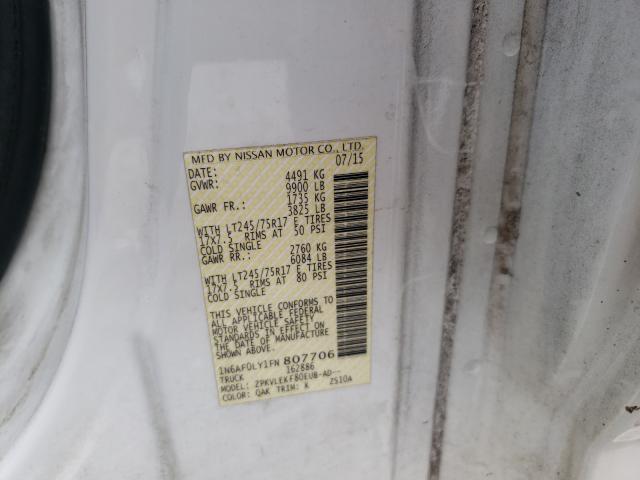 MFD BY NISSAN MOTOR CO., LTD.
DATE: 07/15
GVWR: 4491 KG
9900 LB
GAWR FR.: 1735 KG
3825 LB
WITH LT245/75R17 E TIRES
17X7.5 RIMS AT 50 PSI
COLD SINGLE
GAWR RR.: 2760 KG
6084 LB
WITH LT245/75R17 E TIRES
17X7.5 RIMS AT 80 PSI
COLD SINGLE
THIS VEHICLE CONFORMS TO
ALL APPLICABLE FEDERAL
MOTOR VEHICLE SAFETY
STANDARDS IN EFFECT ON
THE DATE OF MANUFACTURE
SHOWN ABOVE.
1N6AF0LY1FN807706
TRUCK 162886
MODEL: ZPKVLEKF80EUB-AD--
COLOR: QAK TRIM: K ZS10A